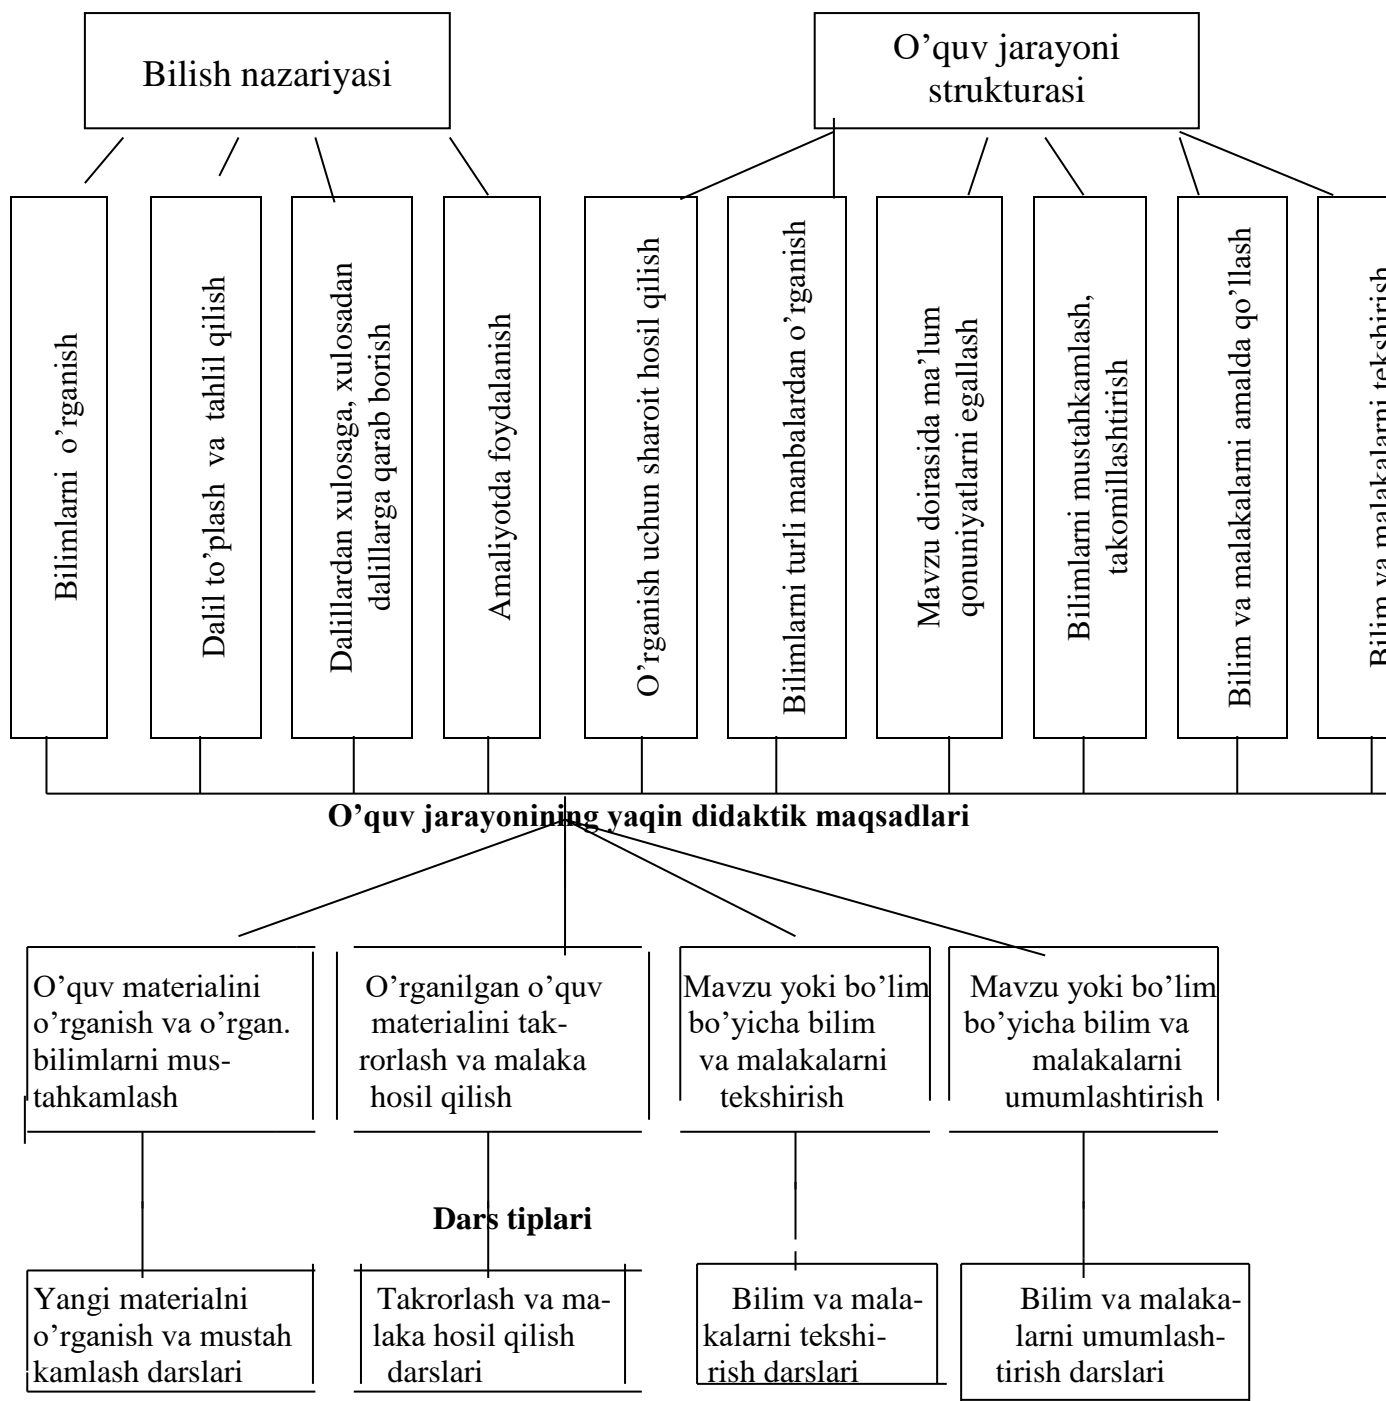 Bilish nazariyasi
O’quv jarayoni
strukturasi
Bilimlarni o’rganish
Dalil to’plash va tahlil qilish
Dalillardan xulosaga, xulosadan
dalillarga qarab borish
Amaliyotda foydalanish
O’rganish uchun sharoit hosil qilish
Bilimlarni turli manbalardan o’rganish
Mavzu doirasida ma’lum
qonuniyatlarni egallash
Bilimlarni mustahkamlash,
takomillashtirish
Bilim va malakalarni amalda qo’llash
Bilim va malakalarni tekshirish
O’quv jarayonining yaqin didaktik maqsadlari
O’quv materialini
o’rganish va o’rgan.
bilimlarni mus-
tahkamlash
O’rganilgan o’quv
materialini tak-
rorlash va malaka
hosil qilish
Mavzu yoki bo’lim
bo’yicha bilim
va malakalarni
tekshirish
Mavzu yoki bo’lim
bo’yicha bilim va
malakalarni
umumlashtirish
Dars tiplari
Yangi materialni
o’rganish va mustah
kamlash darslari
Takrorlash va ma-
laka hosil qilish
darslari
Bilim va mala-
kalarni tekshi-
rish darslari
Bilim va malaka-
larni umumlash-
tirish darslari